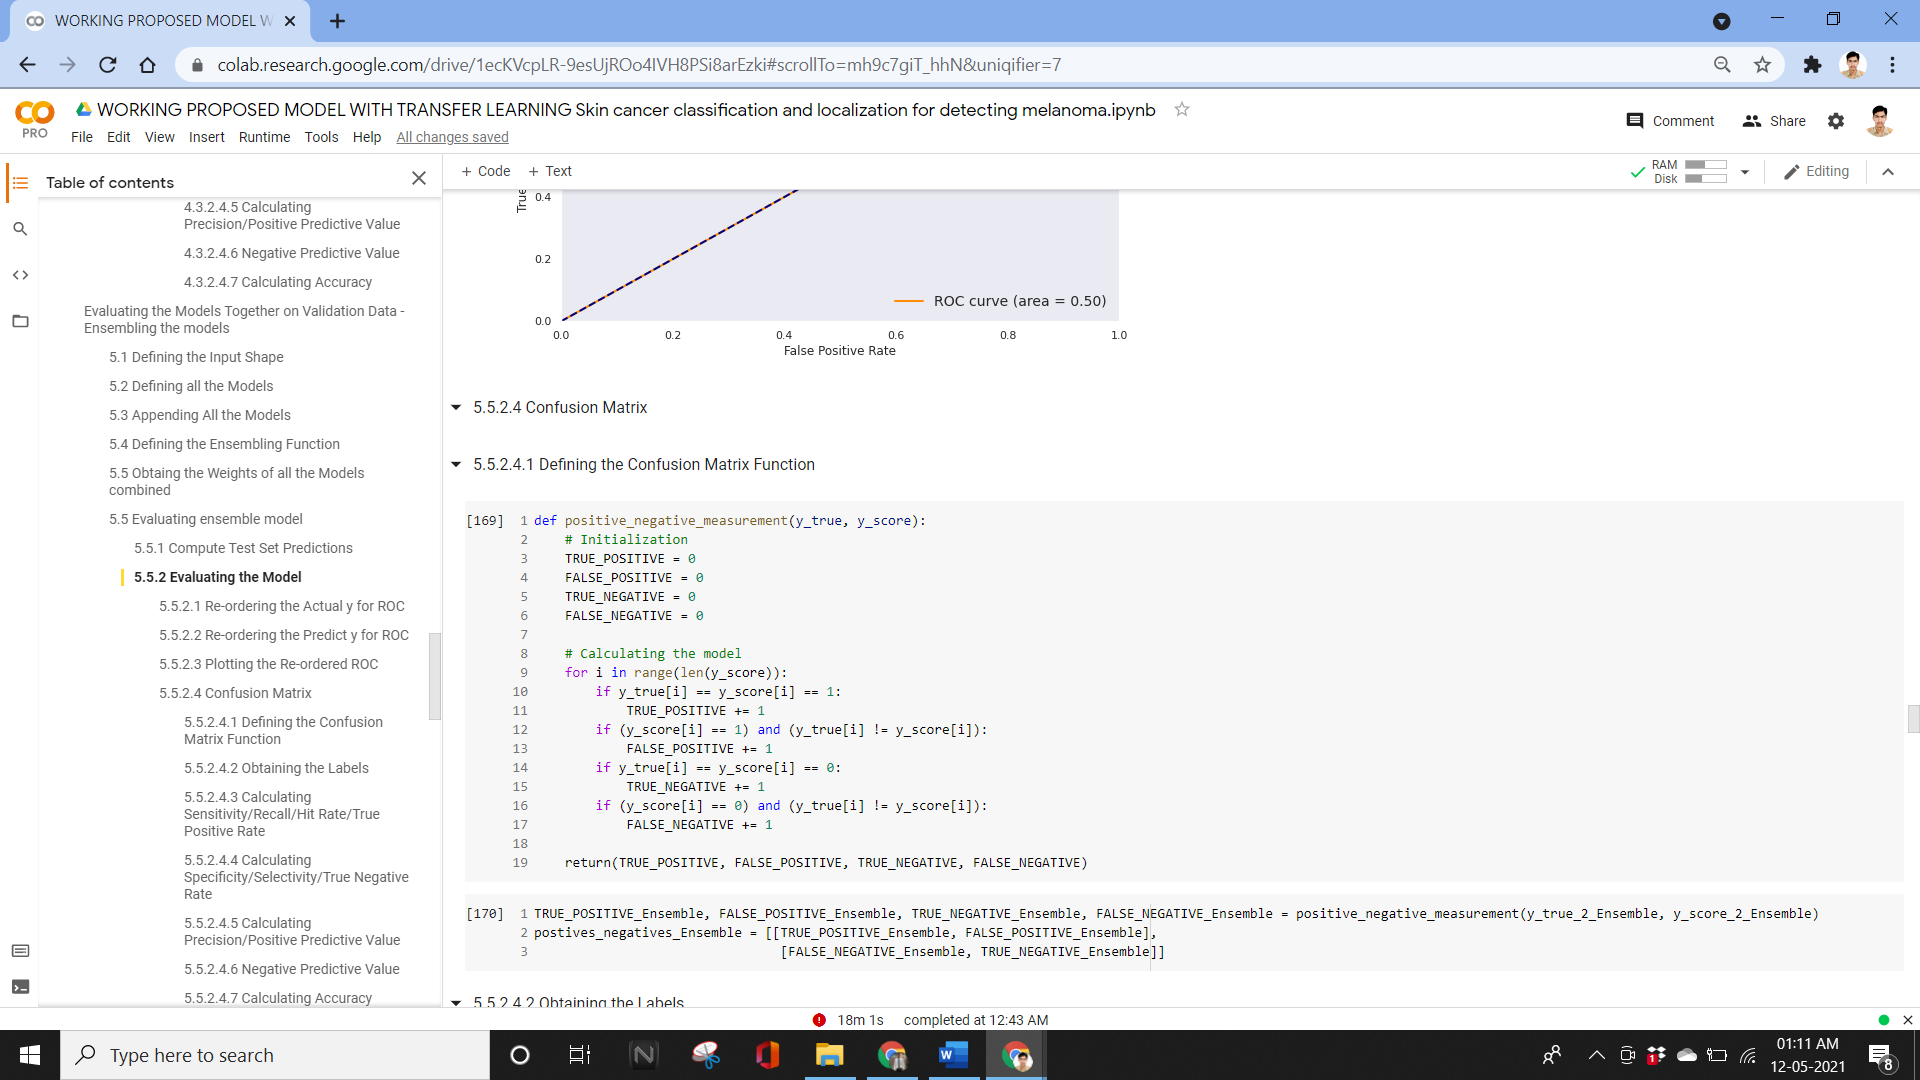 WORKING PROPOSED MODEL W
colab.research.google.com/drive/1ecKVcpLR-9esUjROo4IVH8PSi8arEzki#scrollTo=mh9c7giT_hhN&uniqifier=7
PRO
WORKING PROPOSED MODEL WITH TRANSFER LEARNING Skin cancer classification and localization for detecting melanoma.ipynb
File Edit View Insert Runtime Tools Help All changes saved
Comment Share
Table of contents
4.3.2.4.5 Calculating
Precision/Positive Predictive Value
4.3.2.4.6 Negative Predictive Value
4.3.2.4.7 Calculating Accuracy
Evaluating the Models Together on Validation Data -
Ensembling the models
5.1 Defining the Input Shape
5.2 Defining all the Models
5.3 Appending All the Models
5.4 Defining the Ensembling Function
5.5 Obtaing the Weights of all the Models
combined
5.5 Evaluating ensemble model
5.5.1 Compute Test Set Predictions
5.5.2 Evaluating the Model
5.5.2.1 Re-ordering the Actual y for ROC
5.5.2.2 Re-ordering the Predict y for ROC
5.5.2.3 Plotting the Re-ordered ROC
5.5.2.4 Confusion Matrix
5.5.2.4.1 Defining the Confusion
Matrix Function
5.5.2.4.2 Obtaining the Labels
5.5.2.4.3 Calculating
Sensitivity/Recall/Hit Rate/True
Positive Rate
5.5.2.4.4 Calculating
Specificity/Selectivity/True Negative
Rate
5.5.2.4.5 Calculating
Precision/Positive Predictive Value
5.5.2.4.6 Negative Predictive Value
5.5.2.4.7 Calculating Accuracy
+ Code + Text
RAM
Disk
Editing
True
0.4
0.2
0.0
ROC curve (area = 0.50)
0.0 0.2 0.4 0.6 0.8 1.0
False Positive Rate
5.5.2.4 Confusion Matrix
5.5.2.4.1 Defining the Confusion Matrix Function
[169] 1 def positive_negative_measurement(y_true, y_score):
2 # Initialization
3 TRUE_POSITIVE = 0
4 FALSE_POSITIVE = 0
5 TRUE_NEGATIVE = 0
6 FALSE_NEGATIVE = 0
7
8 # Calculating the model
9 for i in range(len(y_score)):
10 if y_true[i] == y_score[i] == 1:
11 TRUE_POSITIVE += 1
12 if (y_score[i] == 1) and (y_true[i] != y_score[i]):
13 FALSE_POSITIVE += 1
14 if y_true[i] == y_score[i] == 0:
15 TRUE_NEGATIVE += 1
16 if (y_score[i] == 0) and (y_true[i] != y_score[i]):
17 FALSE_NEGATIVE += 1
18
19 return(TRUE_POSITIVE, FALSE_POSITIVE, TRUE_NEGATIVE, FALSE_NEGATIVE)
[170] 1 TRUE_POSITIVE_Ensemble, FALSE_POSITIVE_Ensemble, TRUE_NEGATIVE_Ensemble, FALSE_NEGATIVE_Ensemble = positive_negative_measurement(y_true_2_Ensemble, y_score_2_Ensemble)
2 postives_negatives_Ensemble = [[TRUE_POSITIVE_Ensemble, FALSE_POSITIVE_Ensemble],
3 [FALSE_NEGATIVE_Ensemble, TRUE_NEGATIVE_Ensemble]]
5.5.2.4.2 Obtaining the Labels
18m 1s completed at 12:43 AM
Type here to search
W
1
01:11 AM
12-05-2021
8